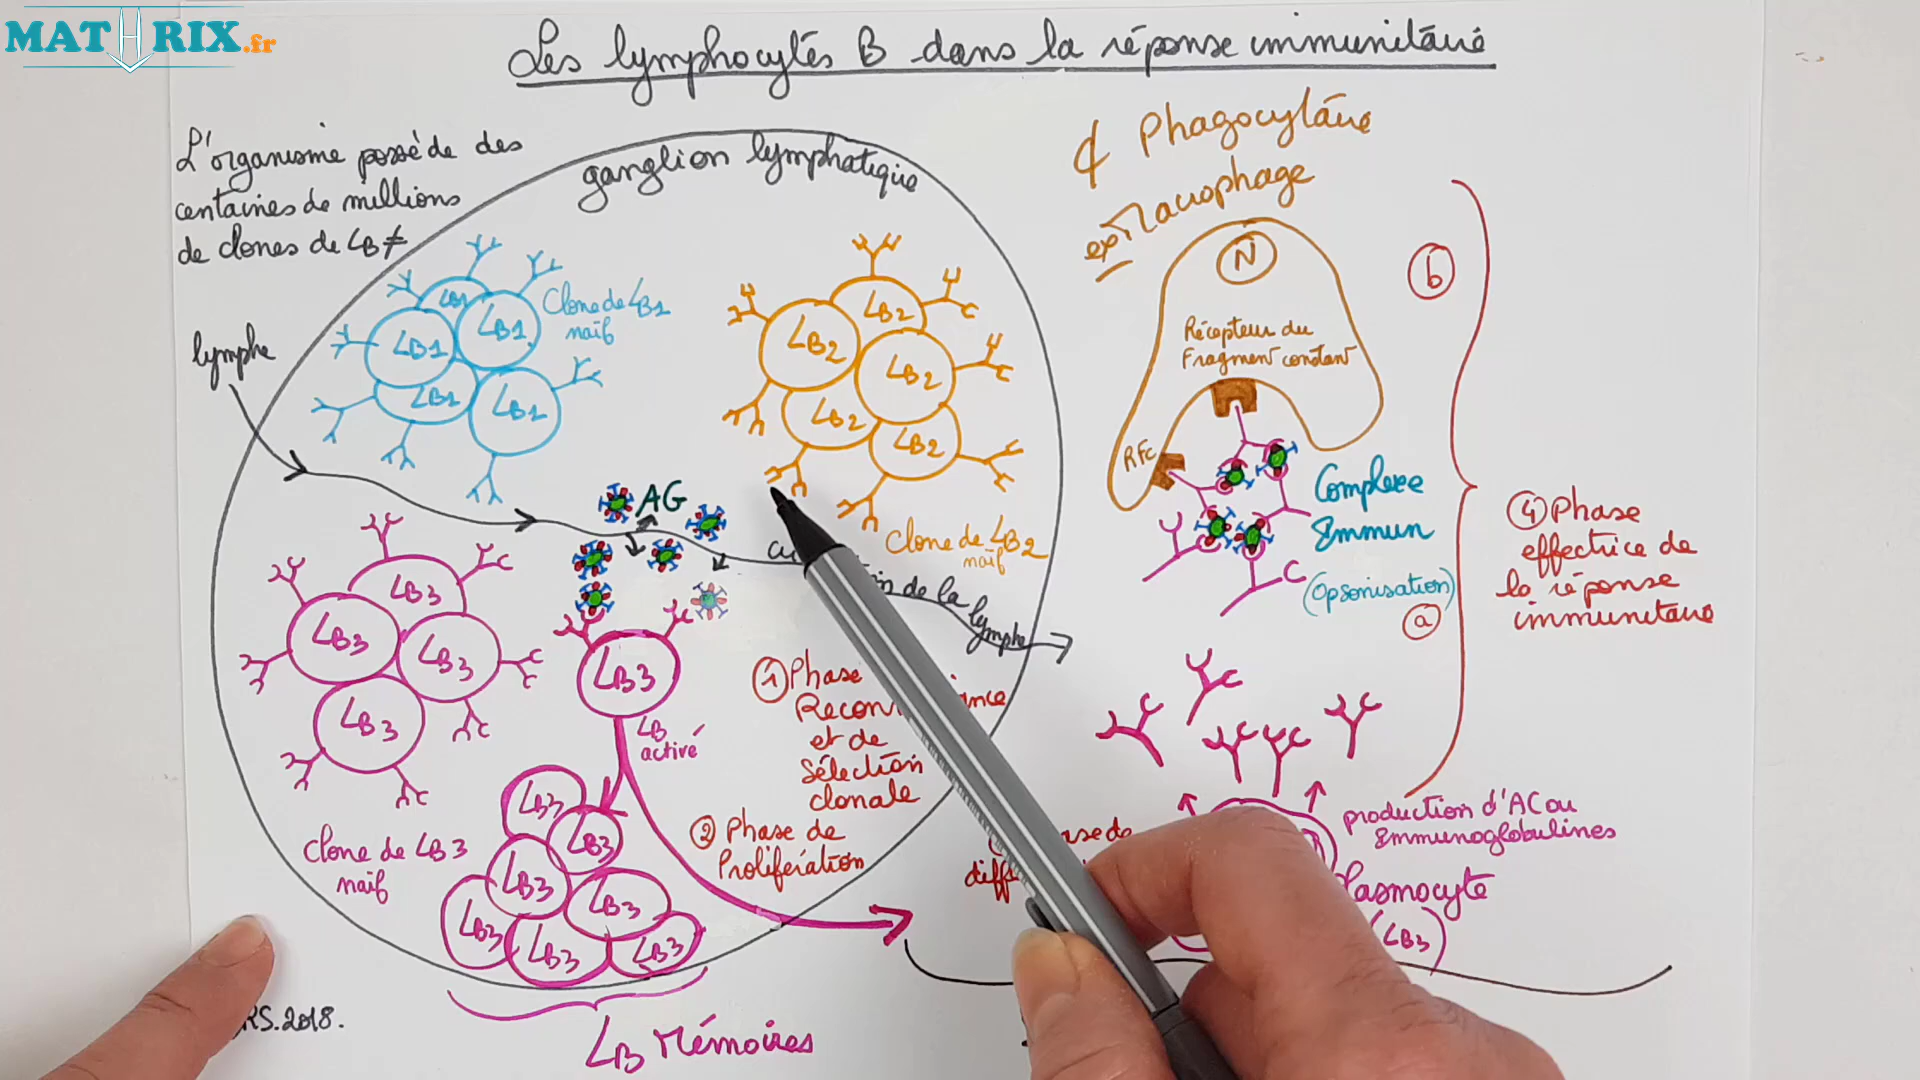 MATHRIX.fr
Les lymphocytes B dans la réponse immunitaire
L'organisme possède des
centaines de millions
de clones de LB ≠
ganglion lymphatique
lymphe
LB1
LB1
LB1
LB1
LB1
Clone de LB1
naïf
LB2
LB2
LB2
LB2
LB2
Clone de LB2
naïf
AG
de la lymphe
LB3
LB3
LB3
LB3
Clone de LB3
naïf
LB3
LB
activé
① Phase
Recon
et de
Sélection
clonale
② Phase de
Prolifération
LB3
LB3
LB3
LB3
LB3
LB3
LB3
LB Mémoires
RS.2018.
₵ Phagocytaire
ex Macrophage
N
Récepteur du
Fragment constant
RFC
Complexe
Immun
(Opsonisation)
ⓐ
ⓑ
④ Phase
effectrice de
la réponse
immunitaire
production d'AC ou
Immunoglobulines
lasmocyte
(LB3)
diff